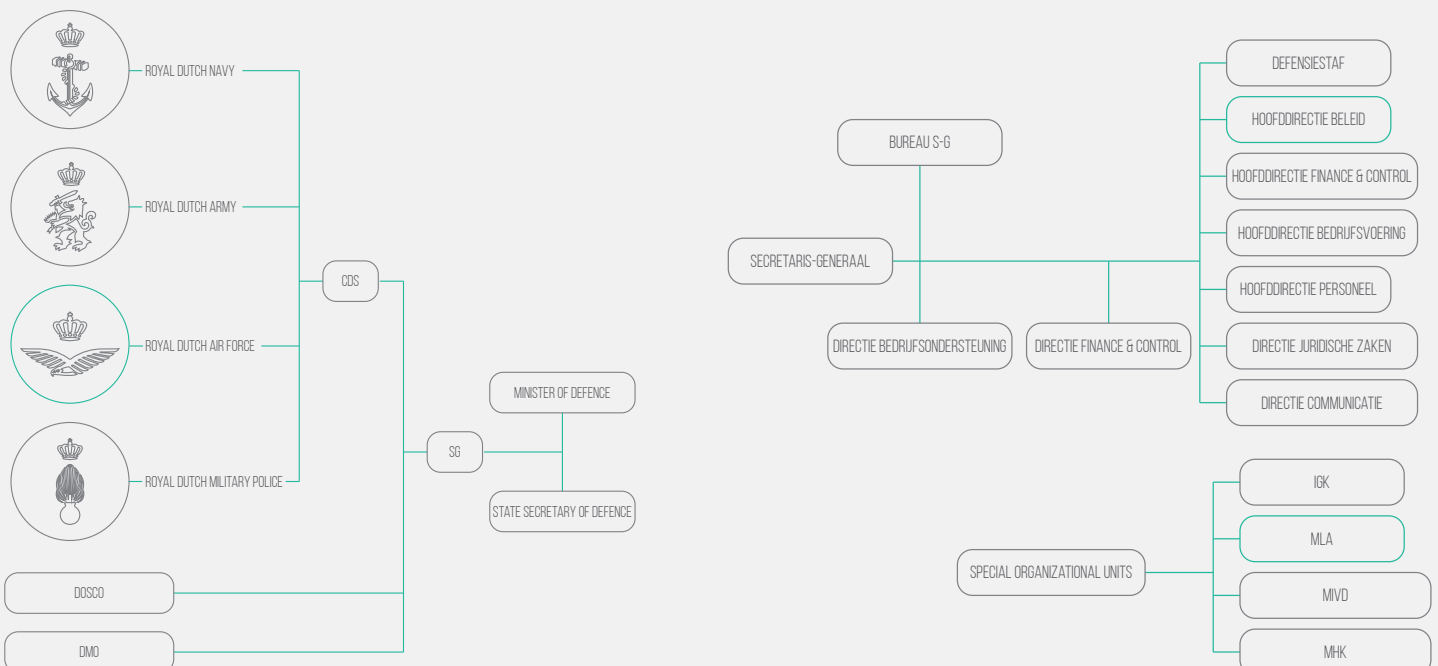 ROYAL DUTCH NAVY
ROYAL DUTCH ARMY
CDS
ROYAL DUTCH AIR FORCE
MINISTER OF DEFENCE
SG
ROYAL DUTCH MILITARY POLICE
STATE SECRETARY OF DEFENCE
DOSCO
DMO
DEFENSIESTAF
HOOFDDIRECTIE BELEID
BUREAU S-G
HOOFDDIRECTIE FINANCE & CONTROL
HOOFDDIRECTIE BEDRIJFSVOERING
SECRETARIS-GENERAAL
HOOFDDIRECTIE PERSONEEL
DIRECTIE BEDRIJFSONDERSTEUNING
DIRECTIE FINANCE & CONTROL
DIRECTIE JURIDISCHE ZAKEN
DIRECTIE COMMUNICATIE
IGK
MLA
SPECIAL ORGANIZATIONAL UNITS
MIVD
MHK